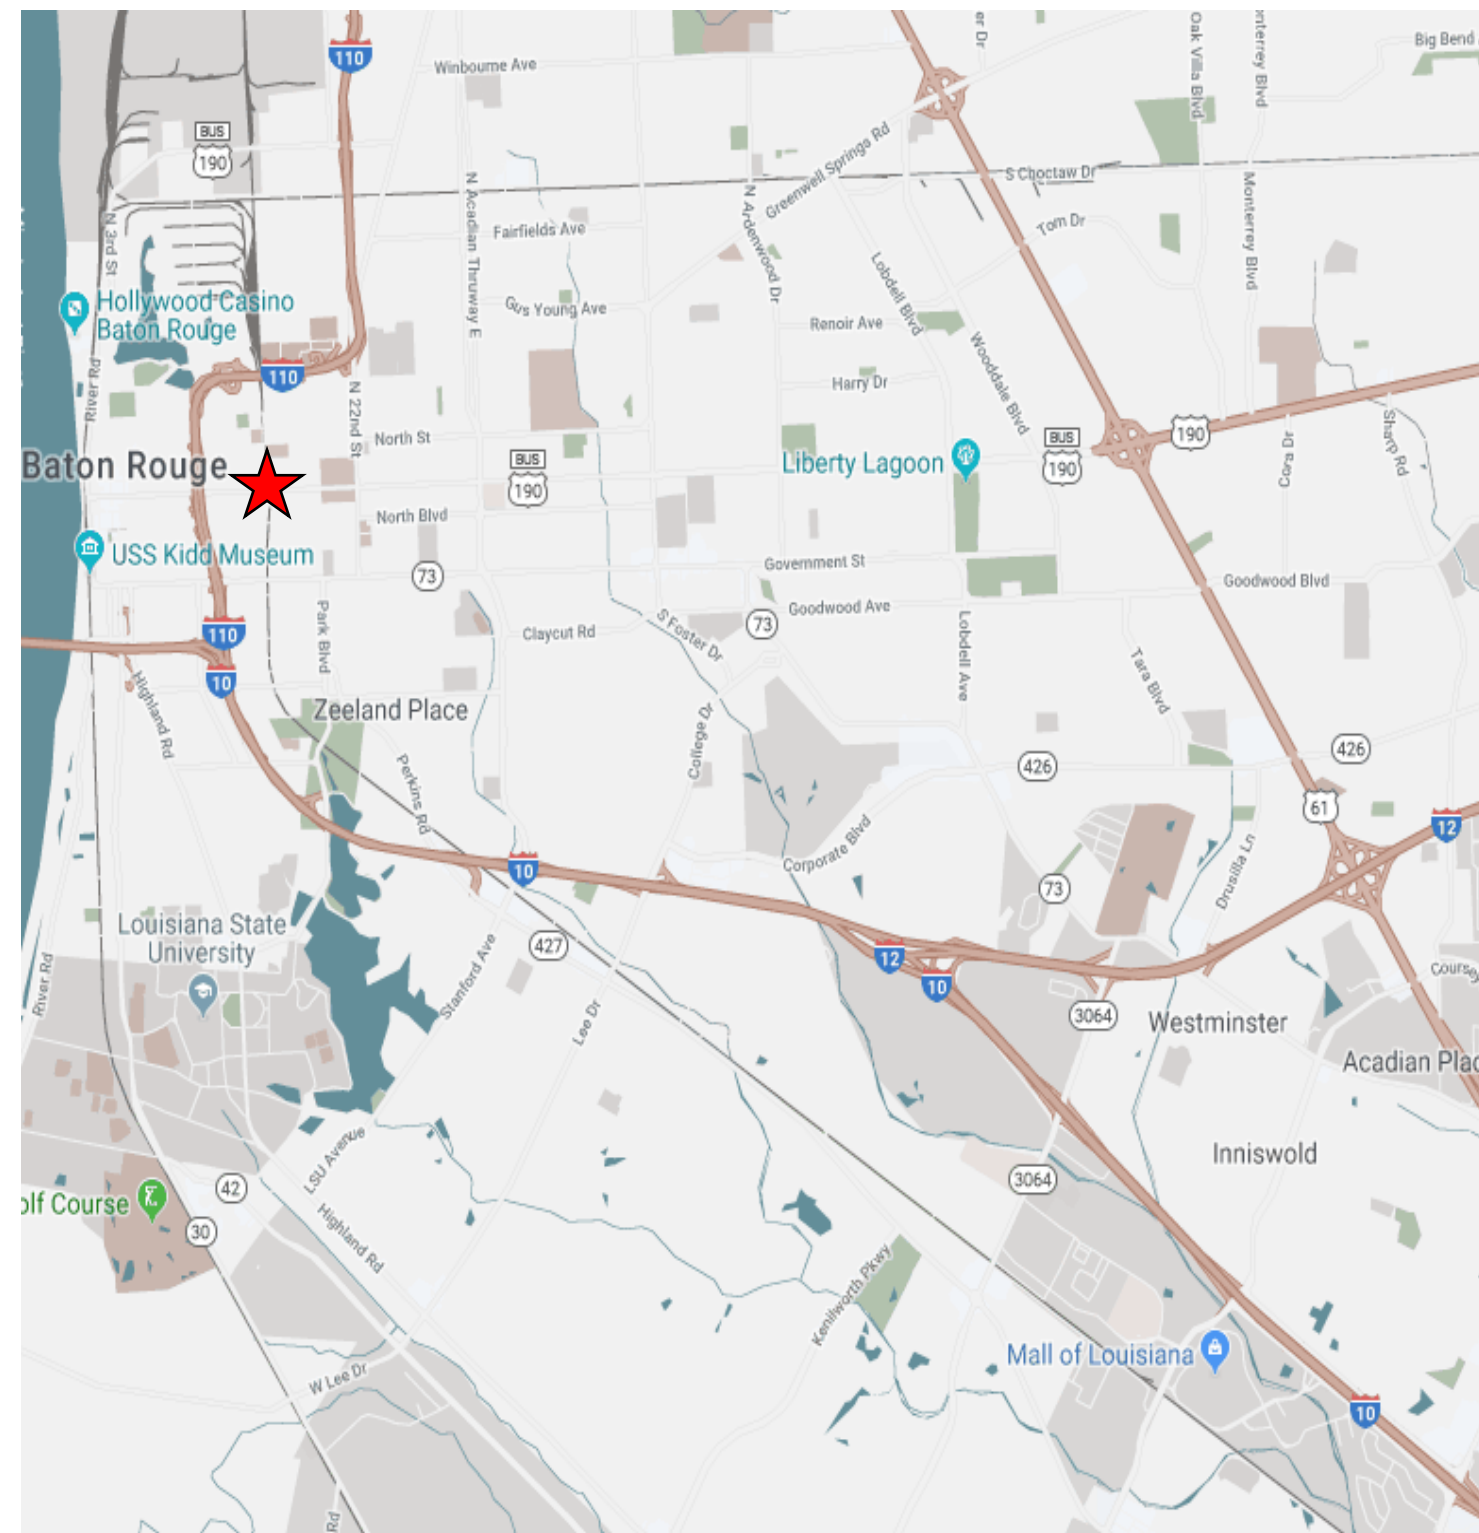 er Dr
Oak Villa Blvd
nterrey Blvd
Big Bend
110
Winbourne Ave
BUS
190
Greenwell Springs Rd
S Choctaw Dr
N 3rd St
N Acadian Thruway E
Fairfields Ave
N Ardenwood Dr
Tom Dr
Monterrey Blvd
Lobdell Blvd
Hollywood Casino
Baton Rouge
Gus Young Ave
Renoir Ave
Wooddale Blvd
River Rd
110
N 22nd St
Harry Dr
North St
Baton Rouge
BUS
190
Liberty Lagoon
BUS
190
190
Cora Dr
Sharp Rd
North Blvd
USS Kidd Museum
73
Government St
Goodwood Blvd
Goodwood Ave
73
Park Blvd
110
Claycut Rd
S Foster Dr
Lobdell Ave
Tara Blvd
10
Highland Rd
Zeeland Place
College Dr
Perkins Rd
426
426
61
12
Corporate Blvd
Drusilla Ln
10
73
Louisiana State
University
427
Stanford Ave
12
10
River Rd
Lee Dr
3064
Westminster
Coursey
Acadian Plac
LSU Avenue
Inniswold
42
3064
olf Course
30
Highland Rd
Kenilworth Pkwy
Mall of Louisiana
W Lee Dr
10
Rd